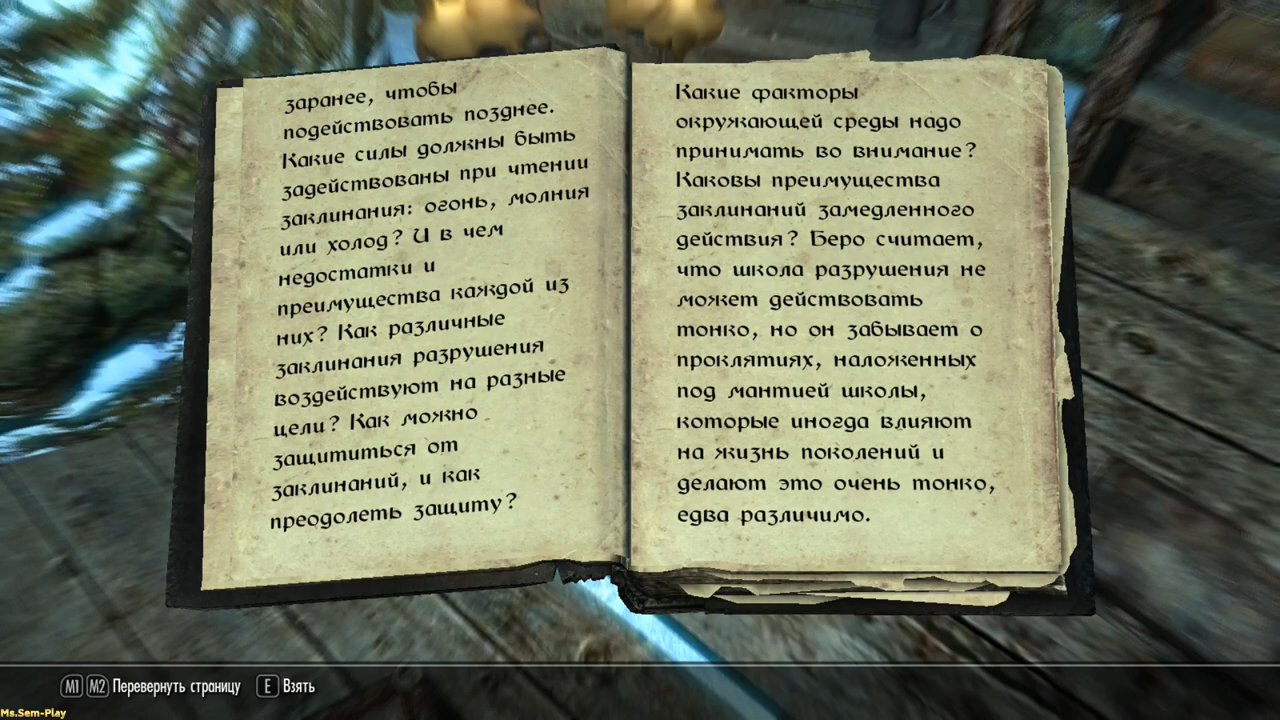 заранее, чтобы
подействовать позднее.
Какие силы должны быть
задействованы при чтении
заклинания: огонь, молния
или холод? И в чем
недостатки и
преимущества каждой из
них? Как различные
заклинания разрушения
воздействуют на разные
цели? Как можно
защититься от
заклинаний, и как
преодолеть защиту?
Какие факторы
окружающей среды надо
принимать во внимание?
Каковы преимущества
заклинаний замедленного
действия? Беро считает,
что школа разрушения не
может действовать
тонко, но он забывает о
проклятиях, наложенных
под мантией школы,
которые иногда влияют
на жизнь поколений и
делают это очень тонко,
едва различимо.
M1 M2 Перевернуть страницу E Взять
Ms.Sem-Play